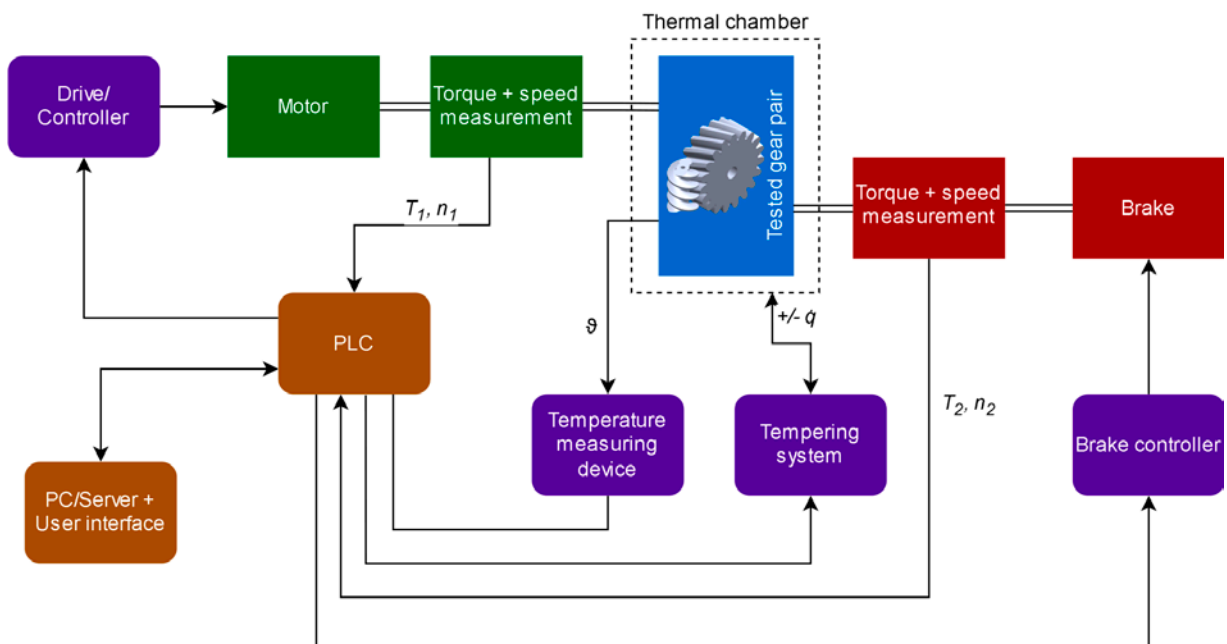 Thermal chamber
Drive/
Controller
Motor
Torque + speed
measurement
Tested gear pair
Torque + speed
measurement
Brake
T1, n1
PLC
ϑ
+/- q̇
T2, n2
Temperature
measuring
device
Tempering
system
Brake controller
PC/Server +
User interface